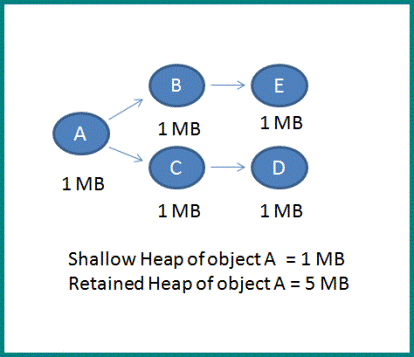 B
E
1 MB
1 MB
A
1 MB
C
D
1 MB
1 MB
Shallow Heap of object A = 1 MB
Retained Heap of object A = 5 MB